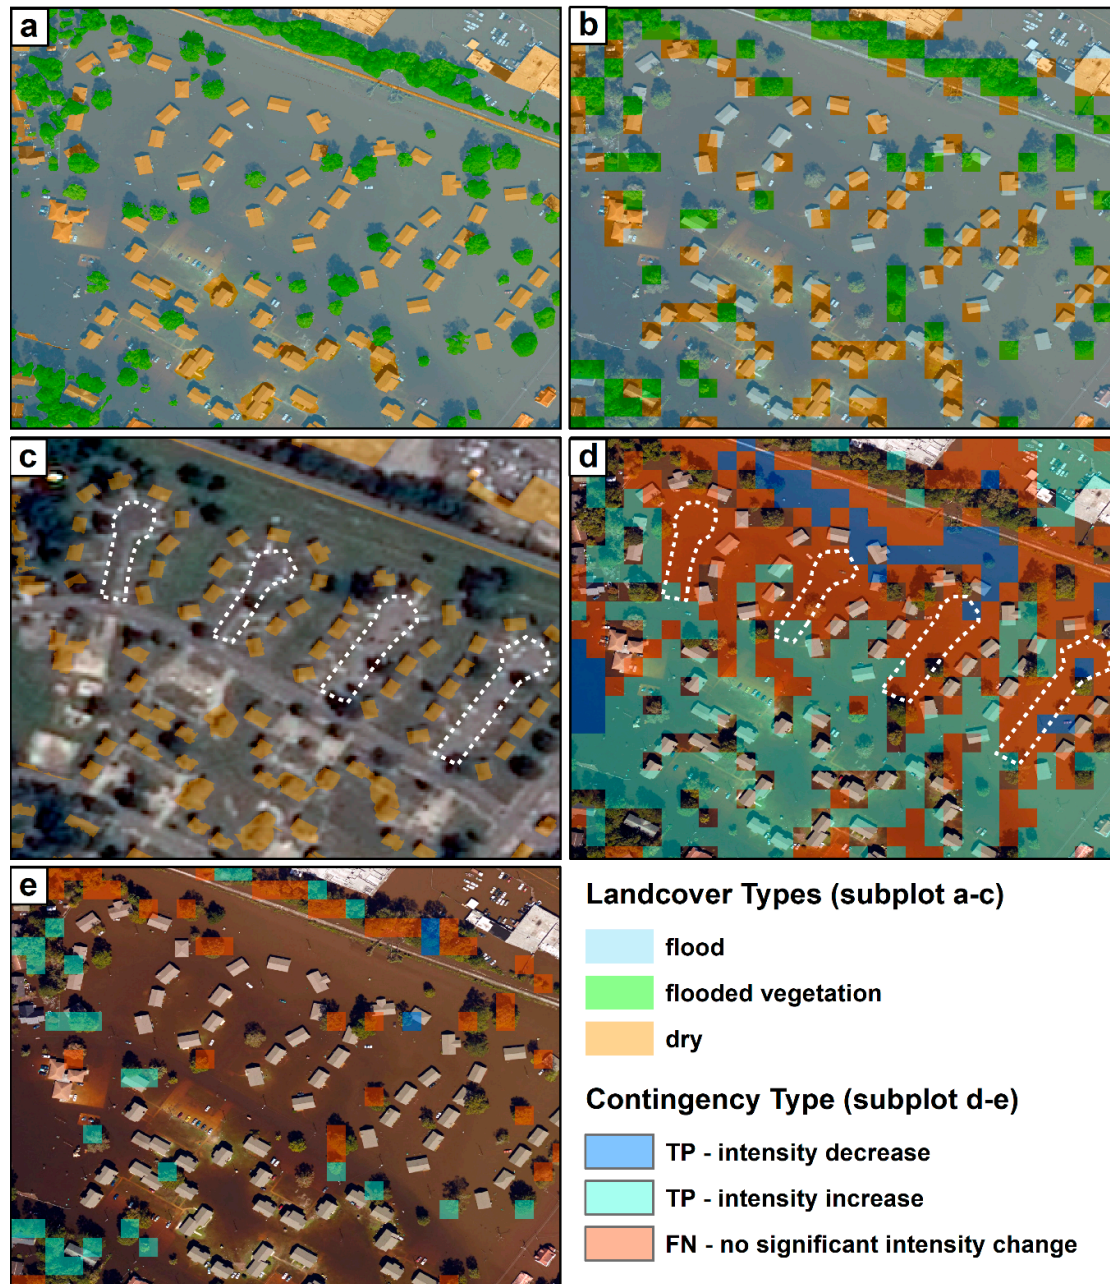 a
b
c
d
e
Landcover Types (subplot a-c)
flood
flooded vegetation
dry
Contingency Type (subplot d-e)
TP - intensity decrease
TP - intensity increase
FN - no significant intensity change